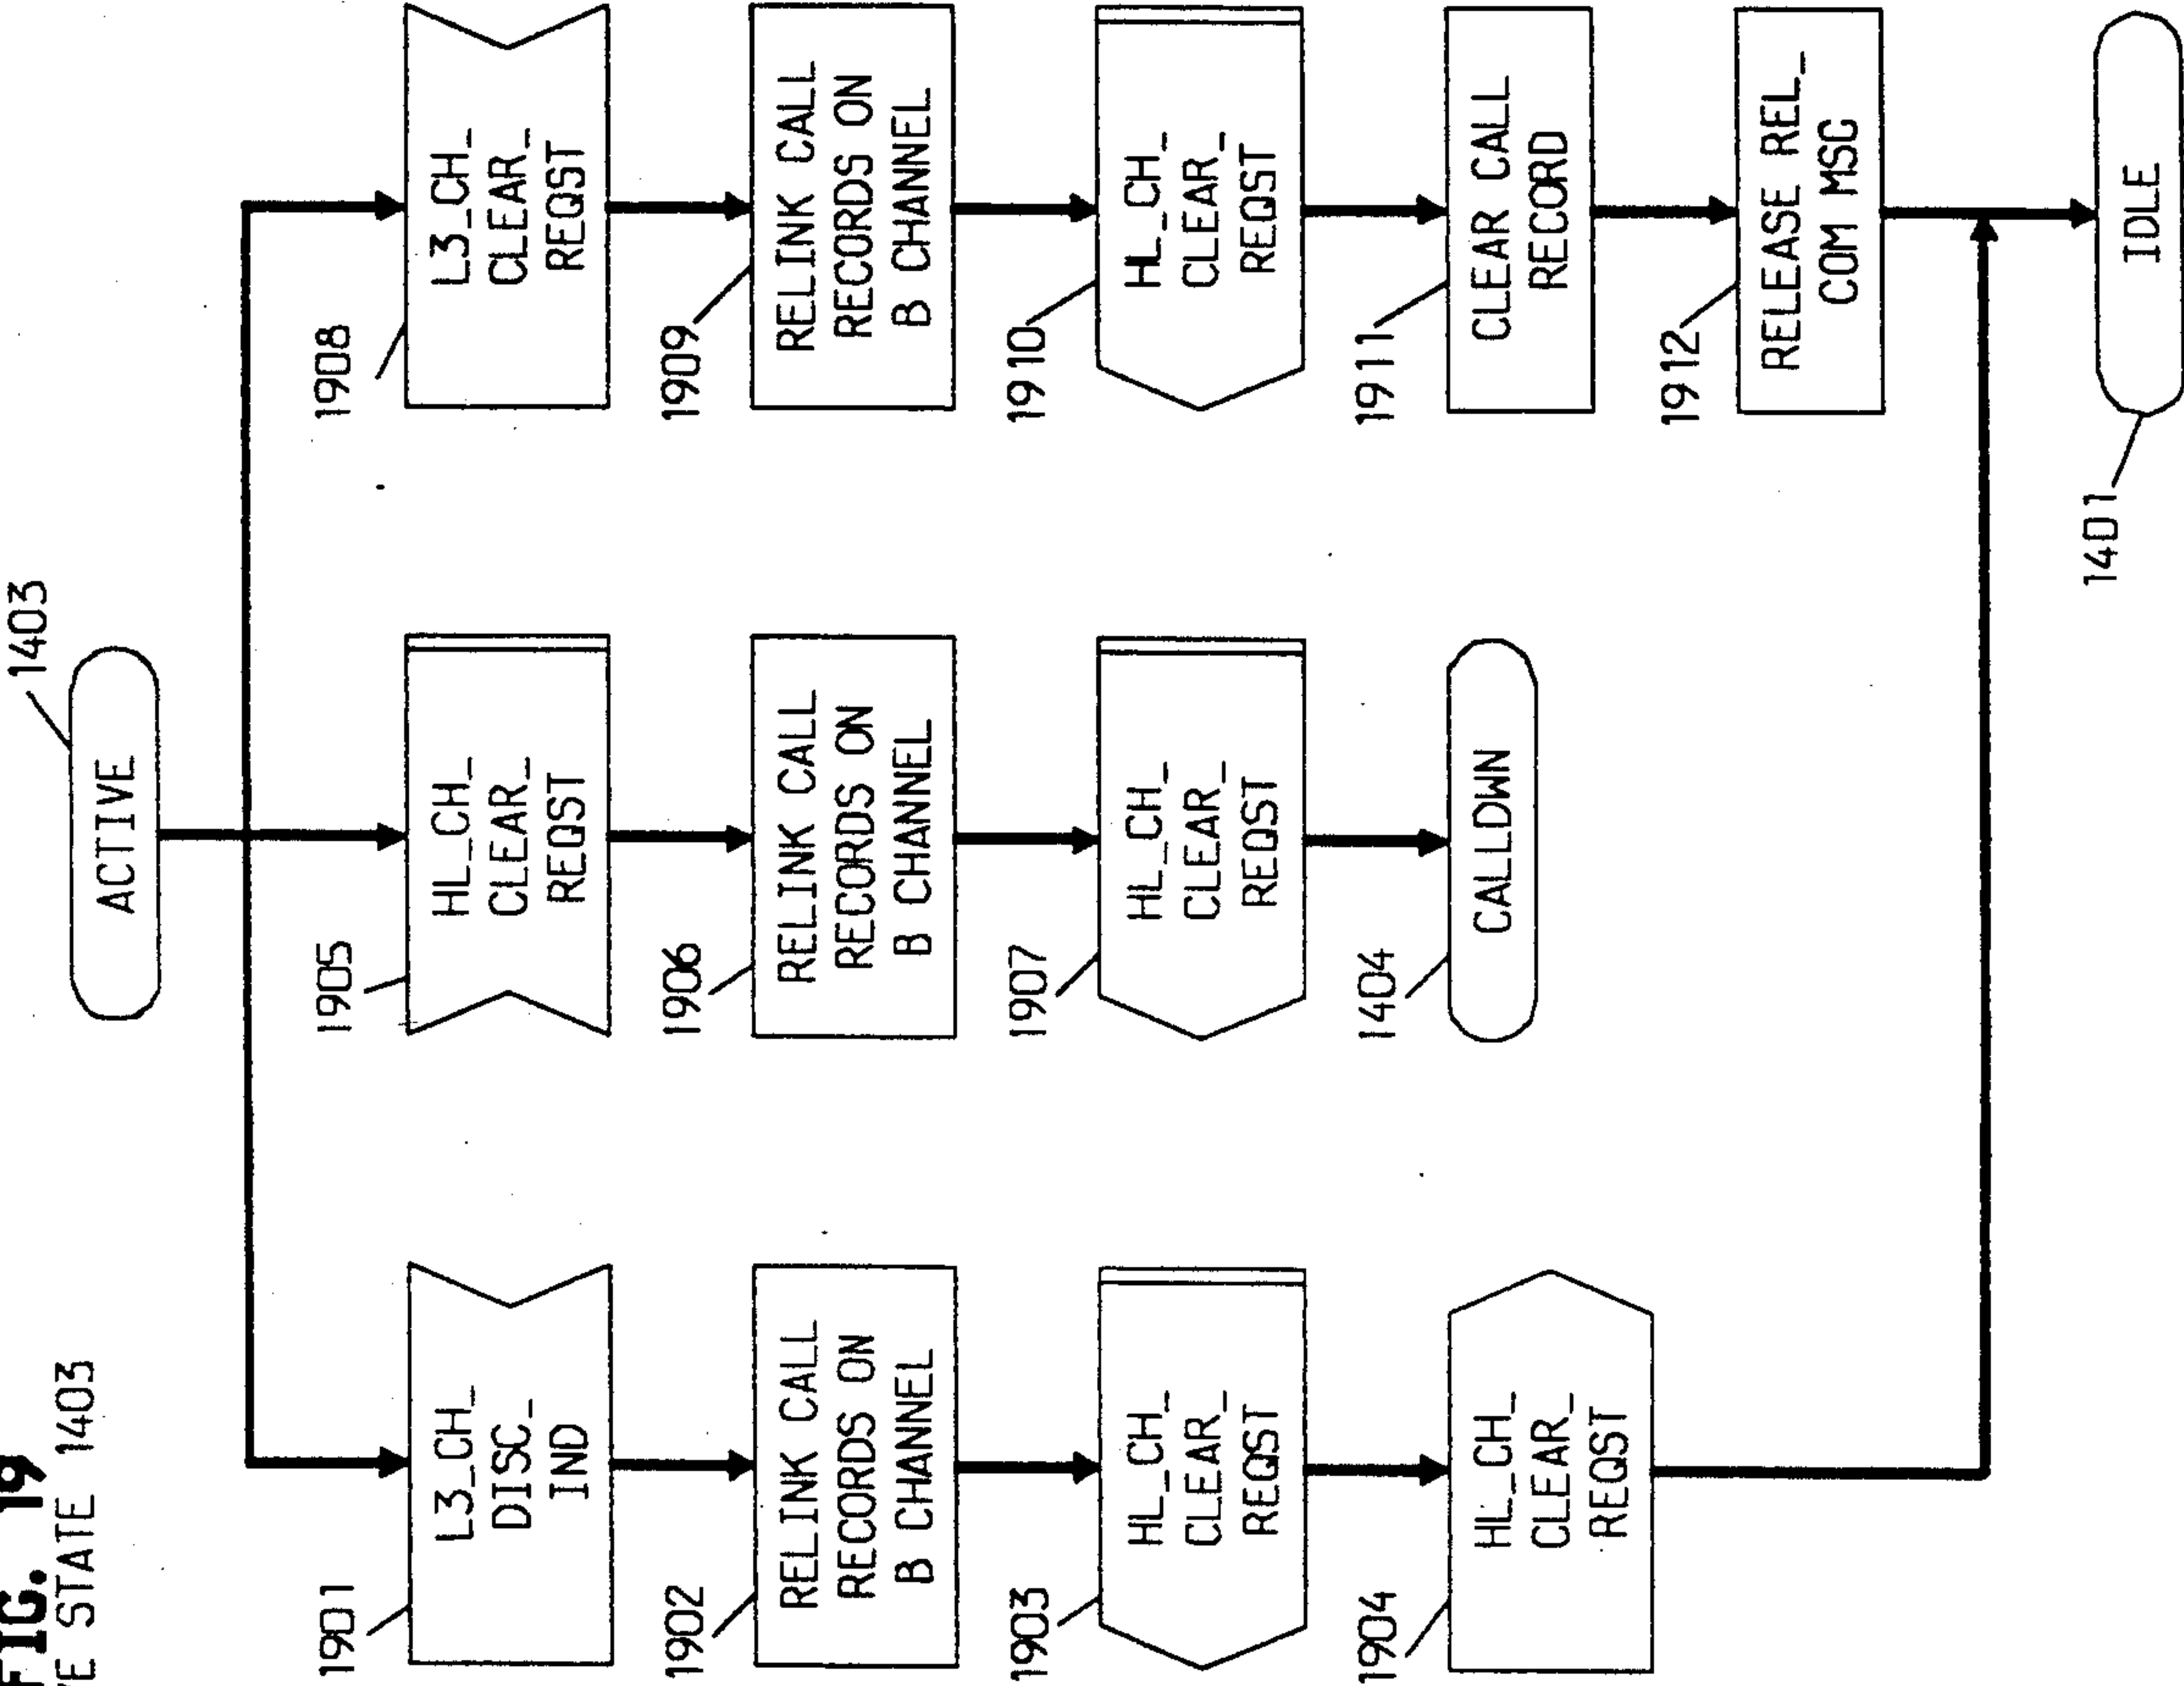 FIG. 19
STATE 1403
1403
ACTIVE
1901
L3_CH_
DISC_
IND
1902
RELINK CALL
RECORDS ON
B CHANNEL
1903
HL_CH_
CLEAR_
REQST
1904
HL_CH_
CLEAR_
REQST
1905
HL_CH_
CLEAR_
REQST
1906
RELINK CALL
RECORDS ON
B CHANNEL
1907
HL_CH_
CLEAR_
REQST
1404
CALLDWN
1908
L3_CH_
CLEAR_
REQST
1909
RELINK CALL
RECORDS ON
B CHANNEL
1910
HL_CH_
CLEAR_
REQST
1911
CLEAR CALL
RECORD
1912
RELEASE REL_
COM MSG
1401
IDLE